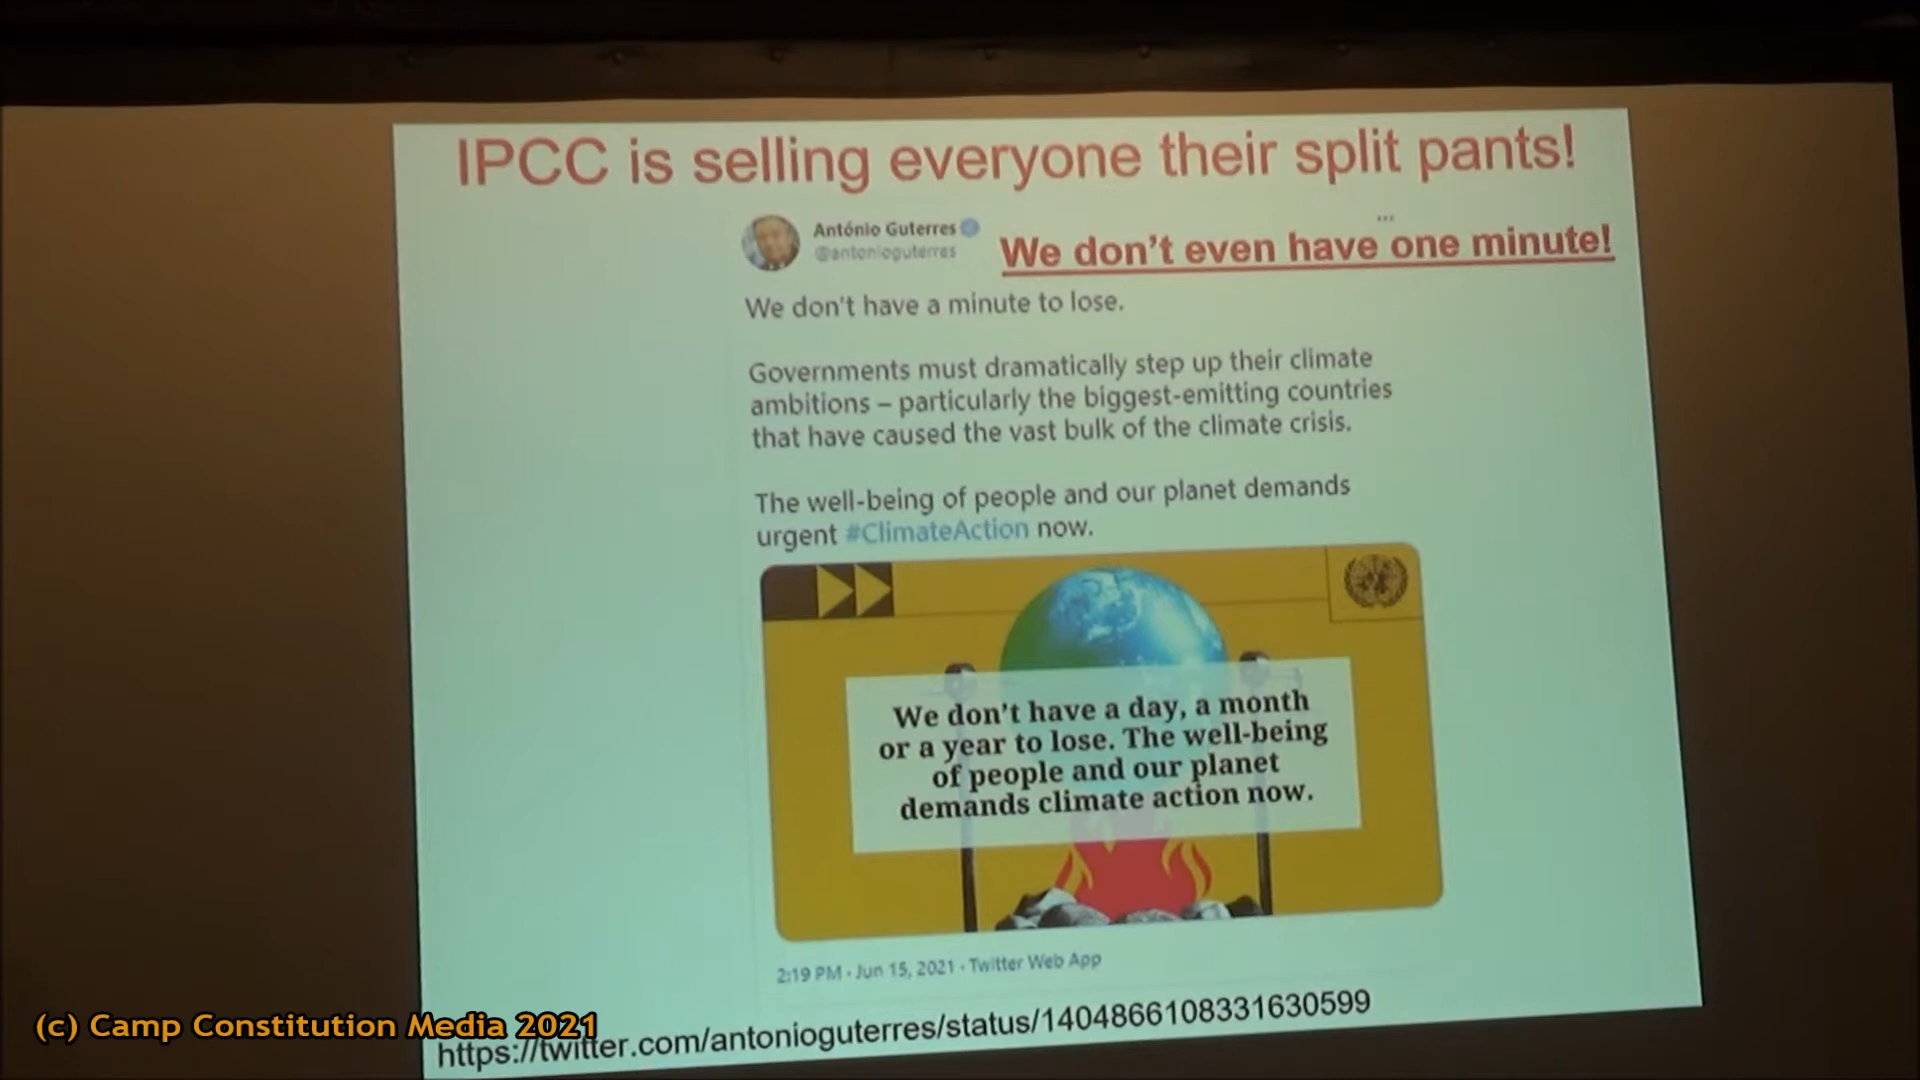 IPCC is selling everyone their split pants!
António Guterres
@antonioguterres
...
We don't even have one minute!
We don't have a minute to lose.
Governments must dramatically step up their climate
ambitions – particularly the biggest-emitting countries
that have caused the vast bulk of the climate crisis.
The well-being of people and our planet demands
urgent #ClimateAction now.
We don't have a day, a month
or a year to lose. The well-being
of people and our planet
demands climate action now.
2:19 PM · Jun 15, 2021 · Twitter Web App
https://twitter.com/antonioguterres/status/1404866108331630599
(c) Camp Constitution Media 2021